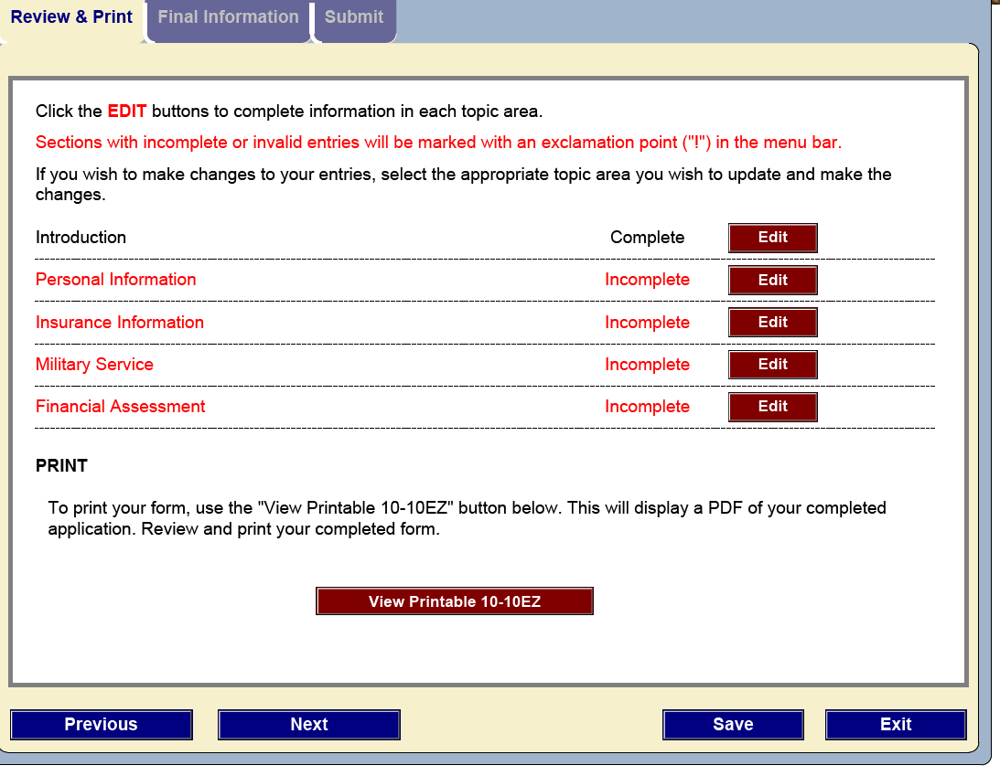 Review & Print Final Information Submit
Click the EDIT buttons to complete information in each topic area.
Sections with incomplete or invalid entries will be marked with an exclamation point ("!") in the menu bar.
If you wish to make changes to your entries, select the appropriate topic area you wish to update and make the
changes.
Introduction Complete Edit
Personal Information Incomplete Edit
Insurance Information Incomplete Edit
Military Service Incomplete Edit
Financial Assessment Incomplete Edit
PRINT
To print your form, use the "View Printable 10-10EZ" button below. This will display a PDF of your completed
application. Review and print your completed form.
View Printable 10-10EZ
Previous Next Save Exit